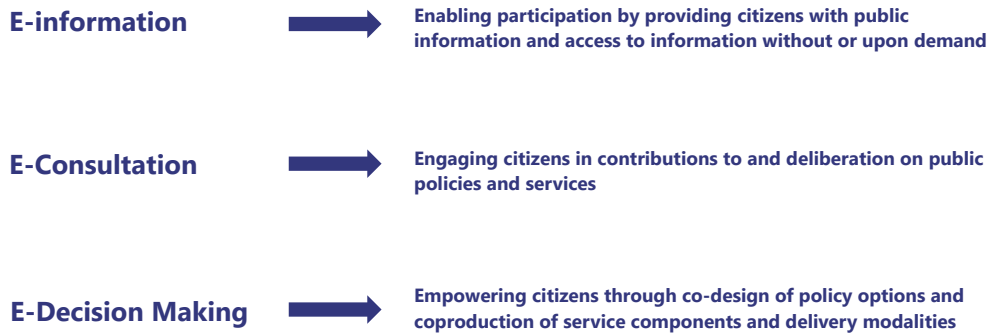 E-information
Enabling participation by providing citizens with public
information and access to information without or upon demand
E-Consultation
Engaging citizens in contributions to and deliberation on public
policies and services
E-Decision Making
Empowering citizens through co-design of policy options and
coproduction of service components and delivery modalities